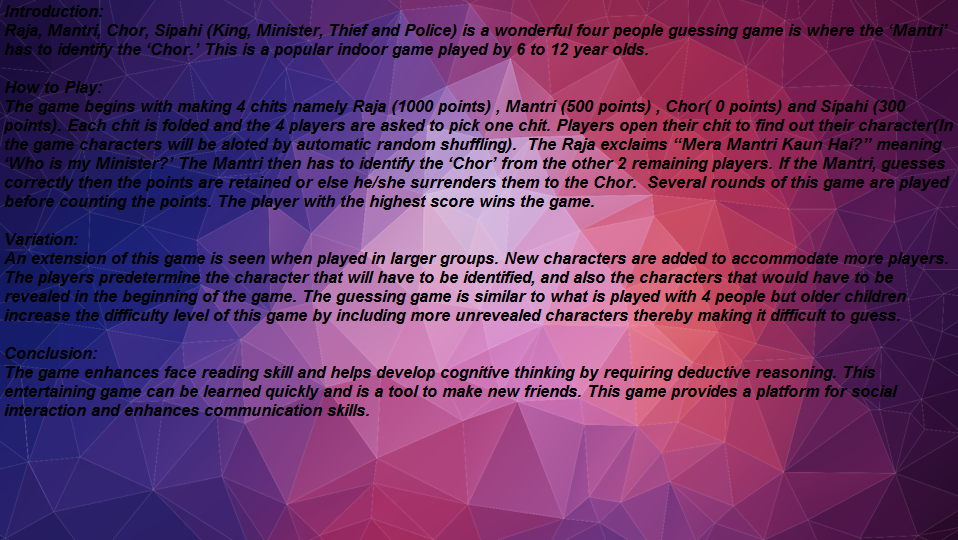 Introduction:
Raja, Mantri, Chor, Sipahi (King, Minister, Thief and Police) is a wonderful four people guessing game is where the ‘Mantri’
has to identify the ‘Chor.’ This is a popular indoor game played by 6 to 12 year olds.
How to Play:
The game begins with making 4 chits namely Raja (1000 points) , Mantri (500 points) , Chor( 0 points) and Sipahi (300
points). Each chit is folded and the 4 players are asked to pick one chit. Players open their chit to find out their character(In
the game characters will be aloted by automatic random shuffling).  The Raja exclaims “Mera Mantri Kaun Hai?” meaning
‘Who is my Minister?’ The Mantri then has to identify the ‘Chor’ from the other 2 remaining players. If the Mantri, guesses
correctly then the points are retained or else he/she surrenders them to the Chor.  Several rounds of this game are played
before counting the points. The player with the highest score wins the game.
Variation:
An extension of this game is seen when played in larger groups. New characters are added to accommodate more players.
The players predetermine the character that will have to be identified, and also the characters that would have to be
revealed in the beginning of the game. The guessing game is similar to what is played with 4 people but older children
increase the difficulty level of this game by including more unrevealed characters thereby making it difficult to guess.
Conclusion:
The game enhances face reading skill and helps develop cognitive thinking by requiring deductive reasoning. This
entertaining game can be learned quickly and is a tool to make new friends. This game provides a platform for social
interaction and enhances communication skills.